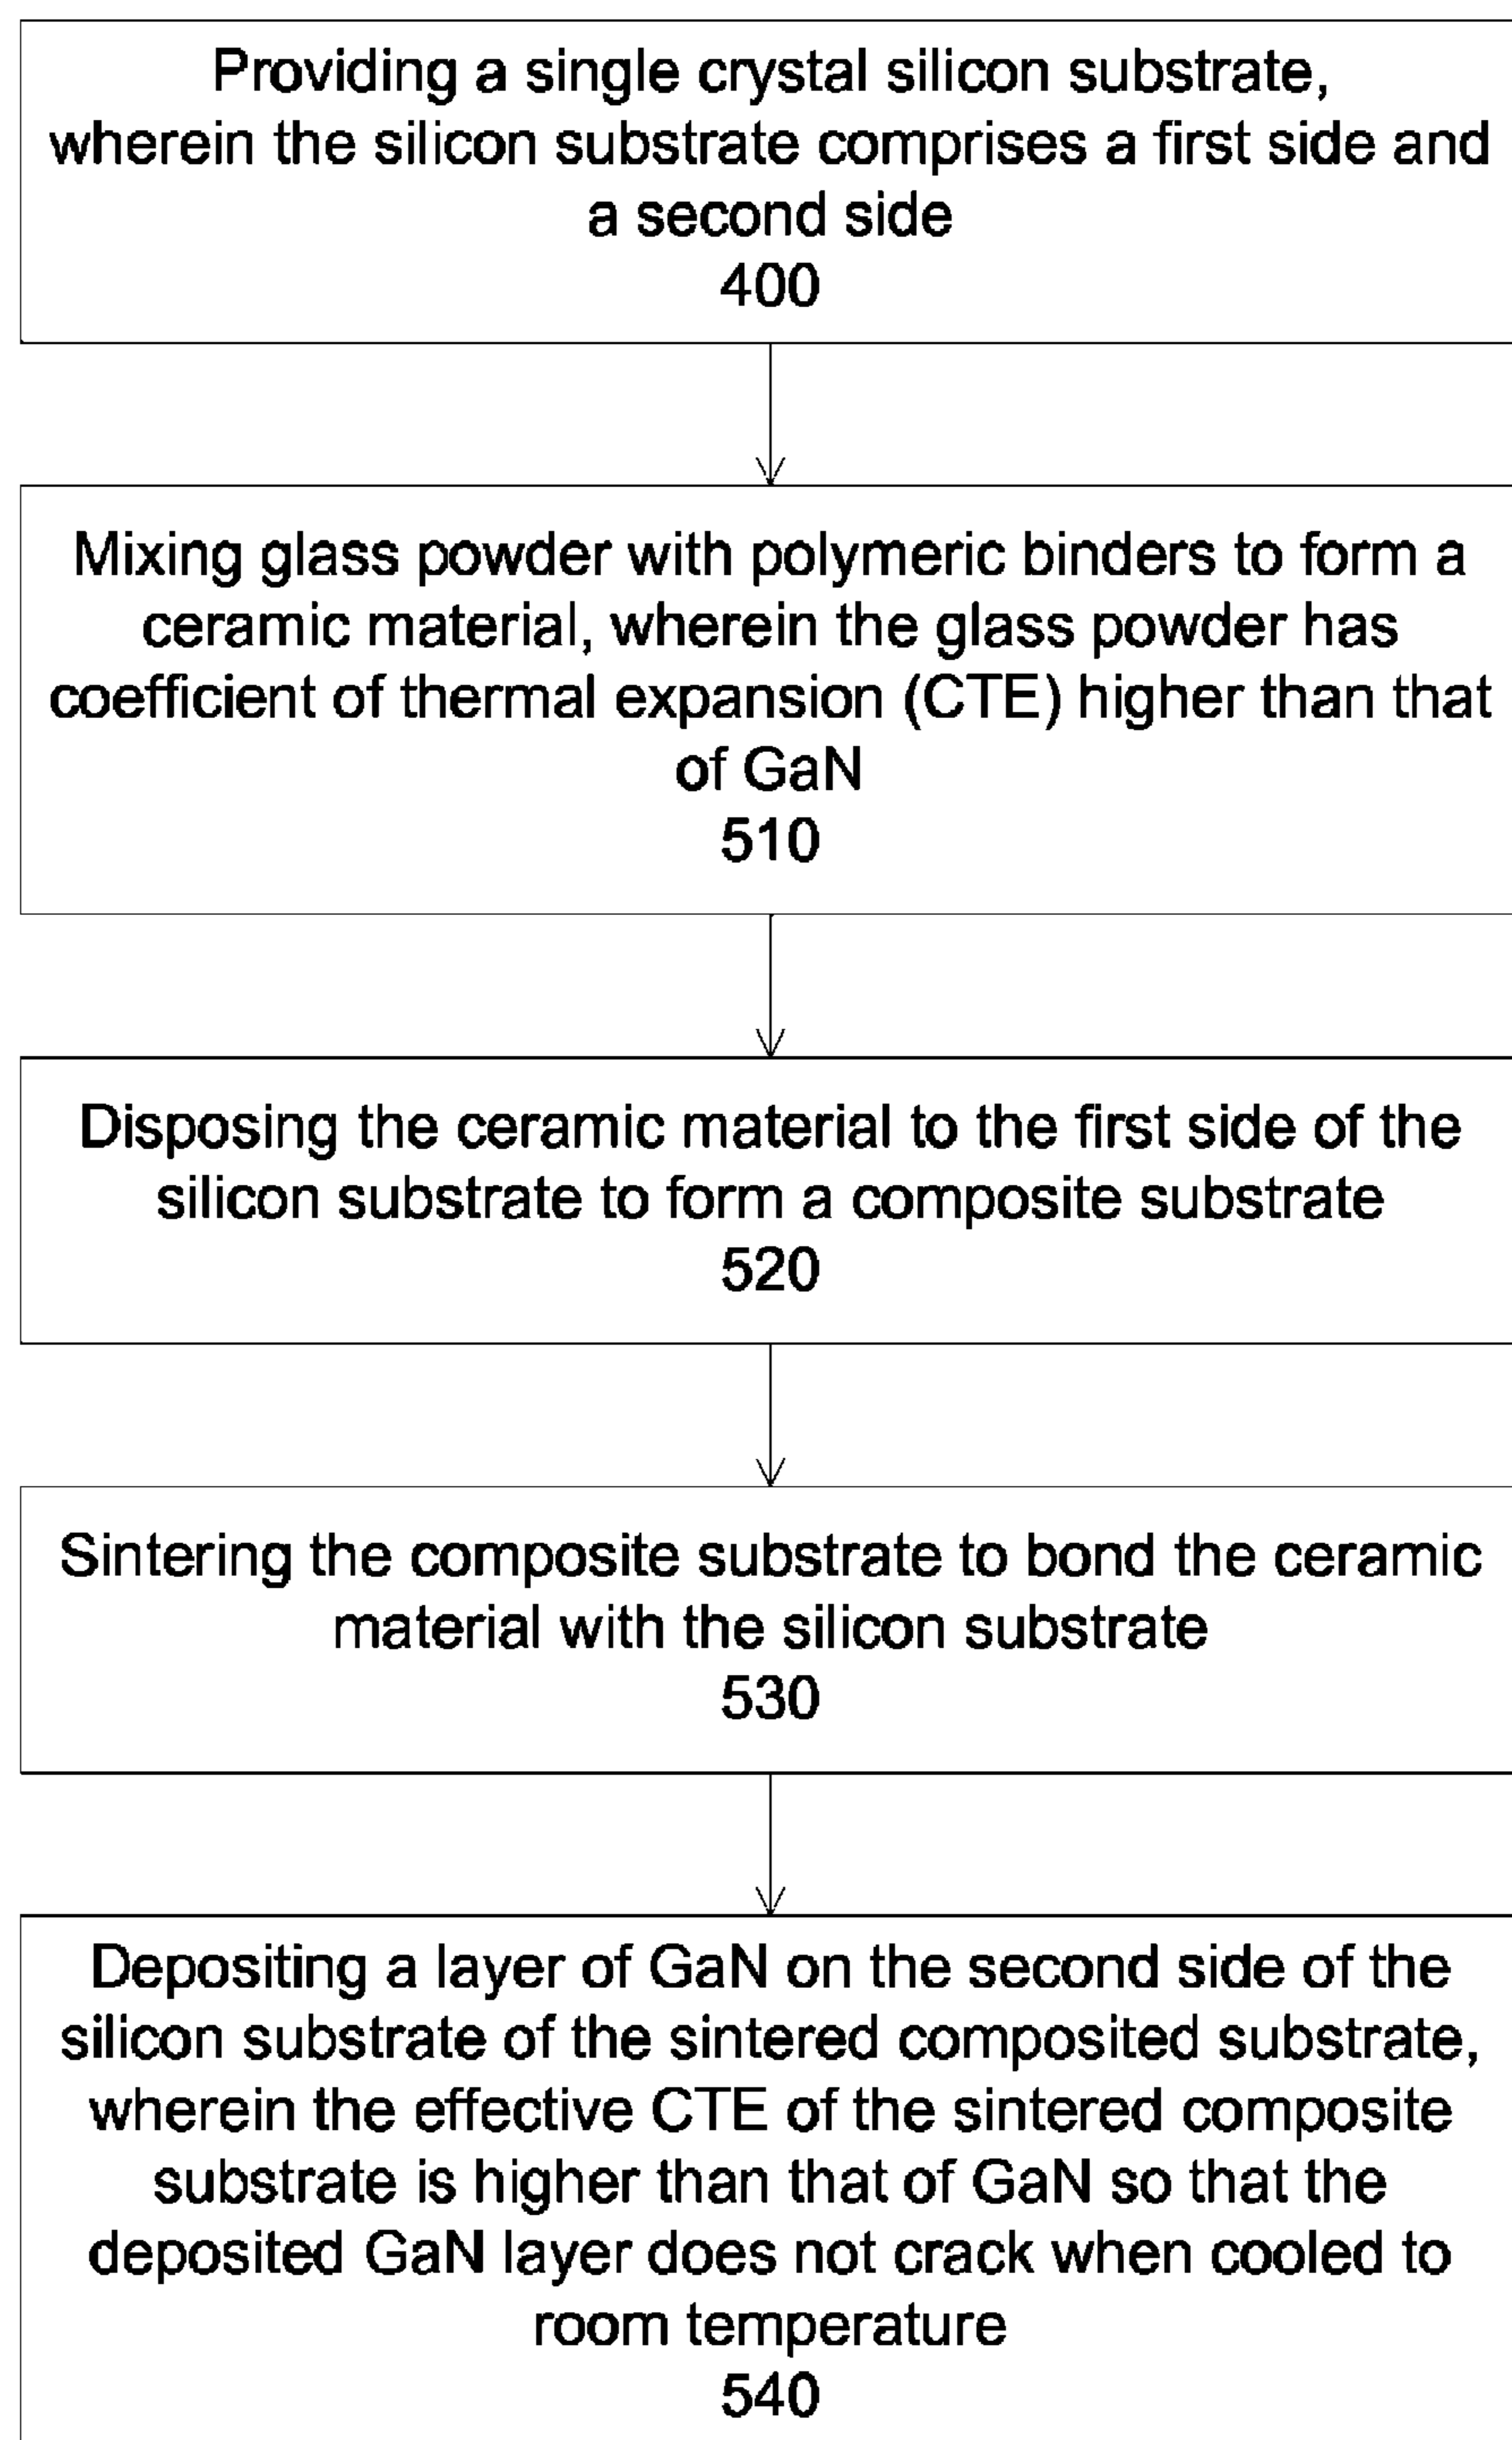 Providing a single crystal silicon substrate,
wherein the silicon substrate comprises a first side and
a second side
400
Mixing glass powder with polymeric binders to form a
ceramic material, wherein the glass powder has
coefficient of thermal expansion (CTE) higher than that
of GaN
510
Disposing the ceramic material to the first side of the
silicon substrate to form a composite substrate
520
Sintering the composite substrate to bond the ceramic
material with the silicon substrate
530
Depositing a layer of GaN on the second side of the
silicon substrate of the sintered composited substrate,
wherein the effective CTE of the sintered composite
substrate is higher than that of GaN so that the
deposited GaN layer does not crack when cooled to
room temperature
540